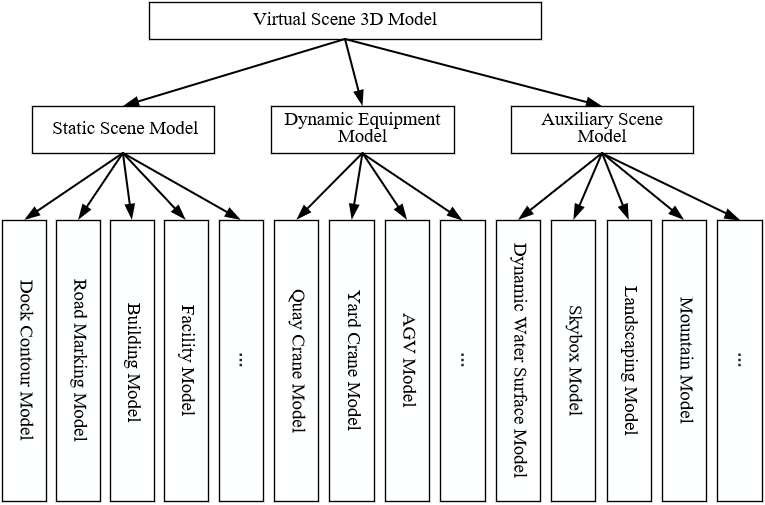 Virtual Scene 3D Model
Static Scene Model
Dynamic Equipment
Model
Auxiliary Scene
Model
Dock Contour Model
Road Marking Model
Building Model
Facility Model
...
Quay Crane Model
Yard Crane Model
AGV Model
...
Dynamic Water Surface Model
Skybox Model
Landscaping Model
Mountain Model
...